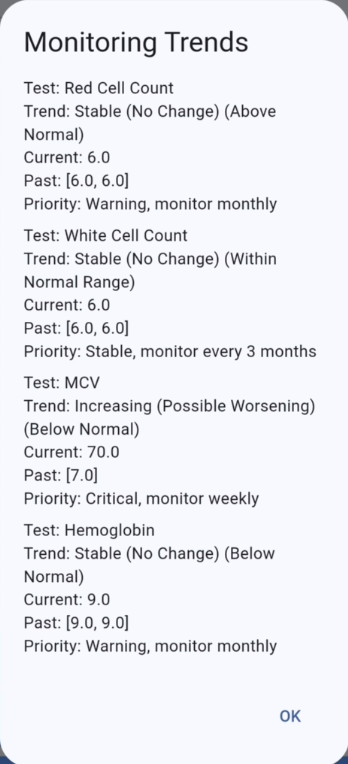 Monitoring Trends
Test: Red Cell Count
Trend: Stable (No Change) (Above
Normal)
Current: 6.0
Past: [6.0, 6.0]
Priority: Warning, monitor monthly
Test: White Cell Count
Trend: Stable (No Change) (Within
Normal Range)
Current: 6.0
Past: [6.0, 6.0]
Priority: Stable, monitor every 3 months
Test: MCV
Trend: Increasing (Possible Worsening)
(Below Normal)
Current: 70.0
Past: [7.0]
Priority: Critical, monitor weekly
Test: Hemoglobin
Trend: Stable (No Change) (Below
Normal)
Current: 9.0
Past: [9.0, 9.0]
Priority: Warning, monitor monthly
OK